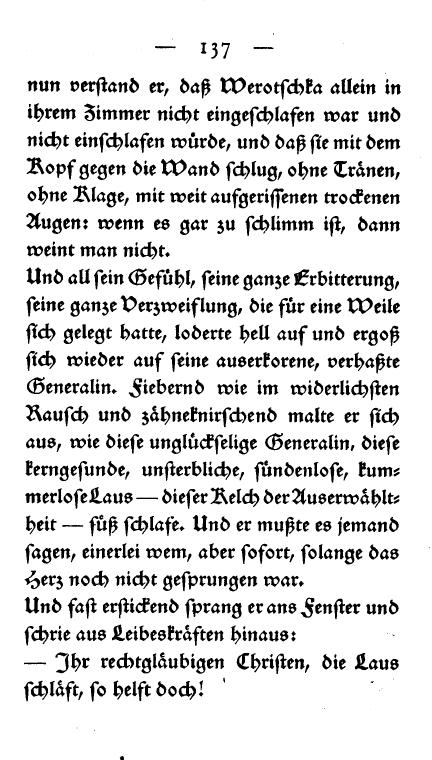 — 137 —
nun verstand er, daß Werotschka allein in
ihrem Zimmer nicht eingeschlafen war und
nicht einschlafen würde, und daß sie mit dem
Kopf gegen die Wand schlug, ohne Tränen,
ohne Klage, mit weit aufgerissenen trockenen
Augen: wenn es gar zu schlimm ist, dann
weint man nicht.
Und all sein Gefühl, seine ganze Erbitterung,
seine ganze Verzweiflung, die für eine Weile
sich gelegt hatte, loderte hell auf und ergoß
sich wieder auf seine auserkorene, verhaßte
Generalin. Fiebernd wie im widerlichsten
Rausch und zähneknirschend malte er sich
aus, wie diese unglückselige Generalin, diese
kerngesunde, unsterbliche, sündenlose, kum-
merlose Laus — dieser Kelch der Auserwählt-
heit — süß schlafe. Und er mußte es jemand
sagen, einerlei wem, aber sofort, solange das
Herz noch nicht gesprungen war.
Und fast erstickend sprang er ans Fenster und
schrie aus Leibeskräften hinaus:
— Ihr rechtgläubigen Christen, die Laus
schläft, so helft doch!